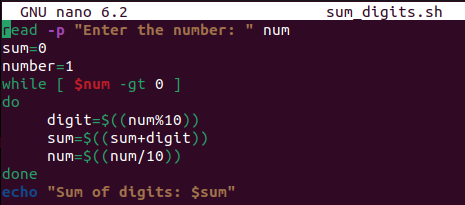 GNU nano 6.2 sum_digits.sh
read -p "Enter the number: " num
sum=0
number=1
while [ $num -gt 0 ]
do
digit=$((num%10))
sum=$((sum+digit))
num=$((num/10))
done
echo "Sum of digits: $sum"